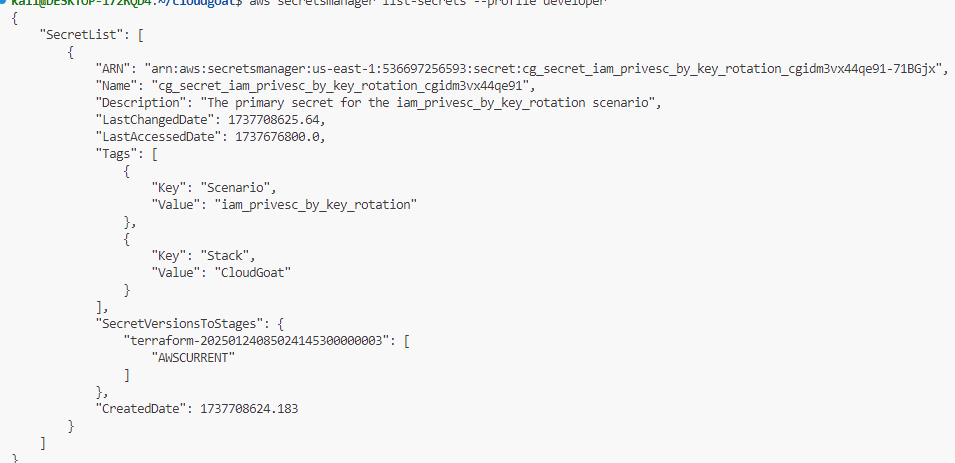 kali@DESKTOP-172KQD4:~/cloudgoat$ aws secretsmanager list-secrets --profile developer
{
    "SecretList": [
        {
            "ARN": "arn:aws:secretsmanager:us-east-1:536697256593:secret:cg_secret_iam_privesc_by_key_rotation_cgidm3vx44qe91-71BGjx",
            "Name": "cg_secret_iam_privesc_by_key_rotation_cgidm3vx44qe91",
            "Description": "The primary secret for the iam_privesc_by_key_rotation scenario",
            "LastChangedDate": 1737708625.64,
            "LastAccessedDate": 1737676800.0,
            "Tags": [
                {
                    "Key": "Scenario",
                    "Value": "iam_privesc_by_key_rotation"
                },
                {
                    "Key": "Stack",
                    "Value": "CloudGoat"
                }
            ],
            "SecretVersionsToStages": {
                "terraform-20250124085024145300000003": [
                    "AWSCURRENT"
                ]
            },
            "CreatedDate": 1737708624.183
        }
    ]
}